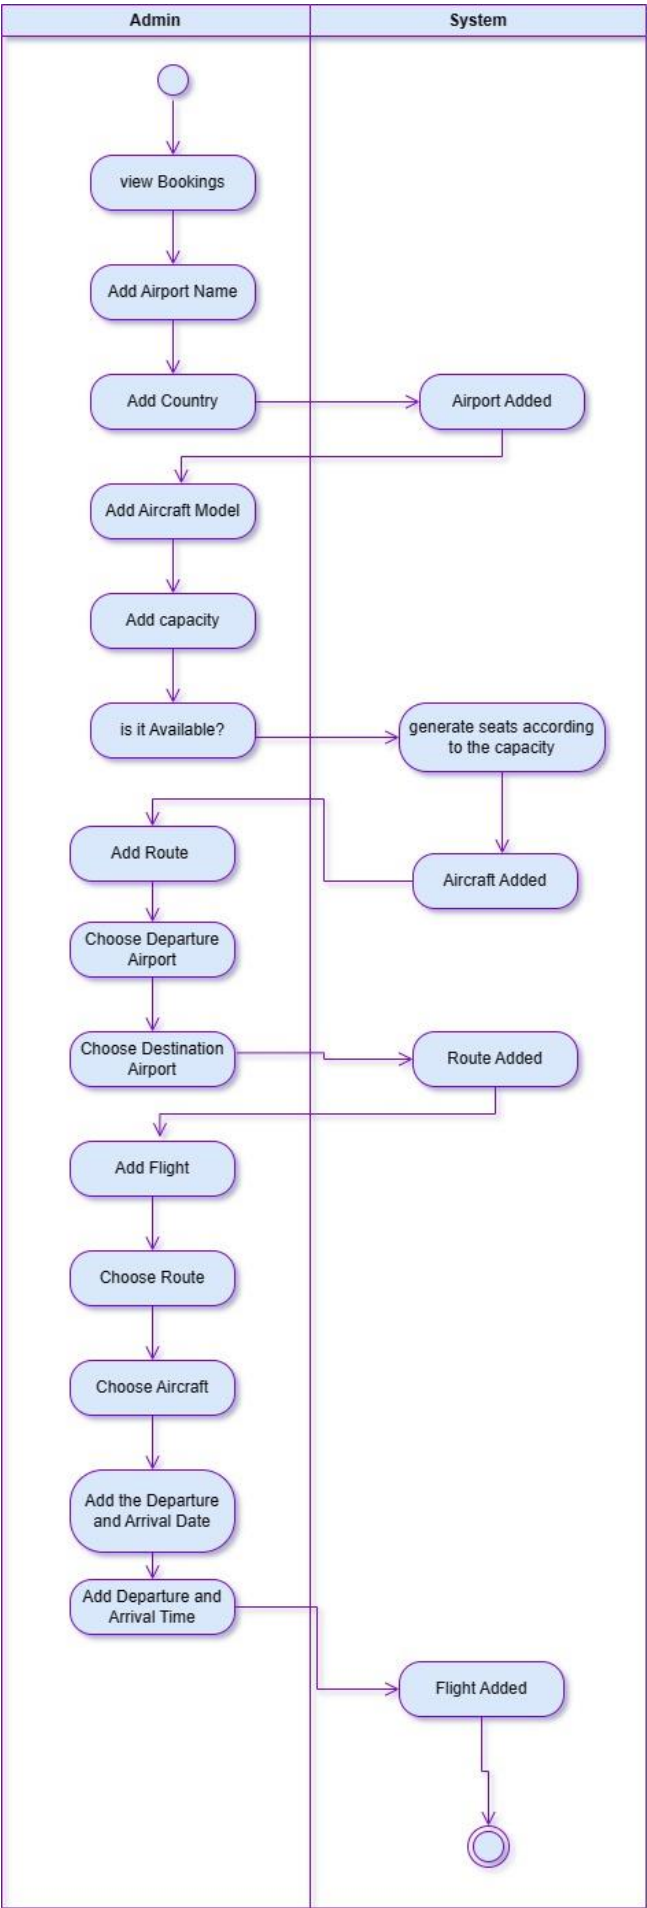 Admin
System
view Bookings
Add Airport Name
Add Country
Airport Added
Add Aircraft Model
Add capacity
is it Available?
generate seats according
to the capacity
Aircraft Added
Add Route
Choose Departure
Airport
Choose Destination
Airport
Route Added
Add Flight
Choose Route
Choose Aircraft
Add the Departure
and Arrival Date
Add Departure and
Arrival Time
Flight Added